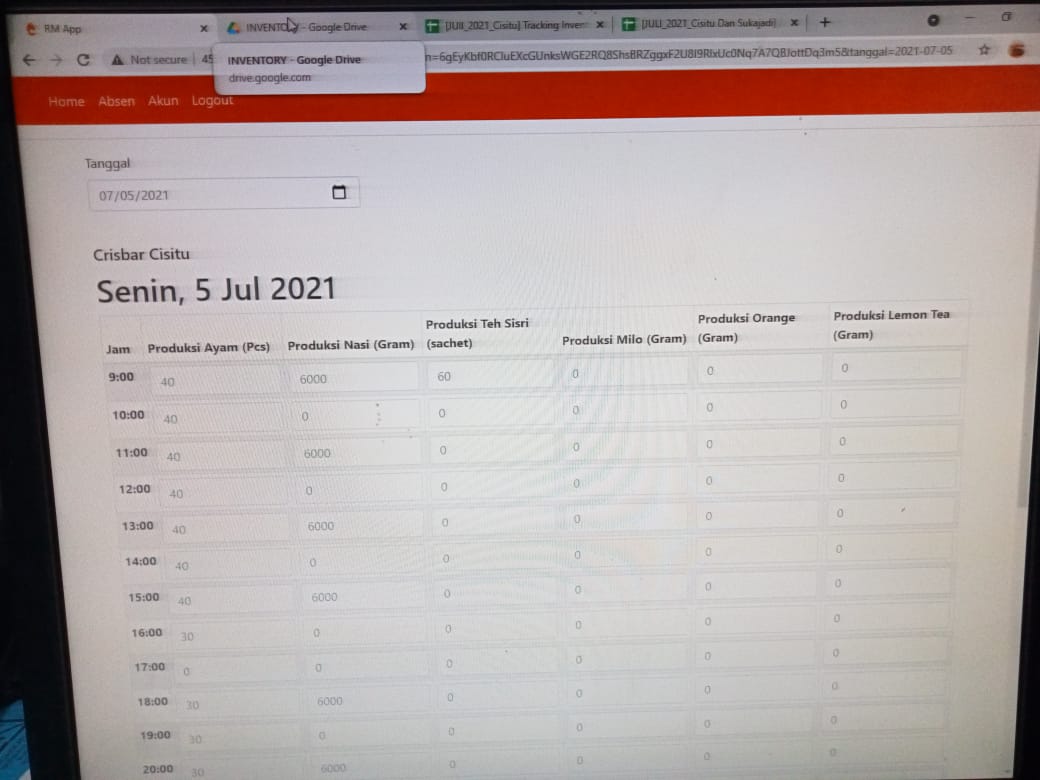 RM App
INVENTORY - Google Drive
[JULI_2021_Cisitu] Tracking Inven
[JULI_2021_Cisitu Dan Sukajadi]
Not secure
45
INVENTORY - Google Drive
drive.google.com
Home Absen Akun Logout
Tanggal
07/05/2021
Crisbar Cisitu
Senin, 5 Jul 2021
Jam Produksi Ayam (Pcs) Produksi Nasi (Gram) Produksi Teh Sisri (sachet) Produksi Milo (Gram) Produksi Orange (Gram) Produksi Lemon Tea (Gram)
9:00 40 6000 60 0 0 0
10:00 40 0 0 0 0 0
11:00 40 6000 0 0 0 0
12:00 40 0 0 0 0 0
13:00 40 6000 0 0 0 0
14:00 40 0 0 0 0 0
15:00 40 6000 0 0 0 0
16:00 30 0 0 0 0 0
17:00 0 0 0 0 0 0
18:00 30 6000 0 0 0 0
19:00 30 0 0 0 0 0
20:00 30 6000 0 0 0 0